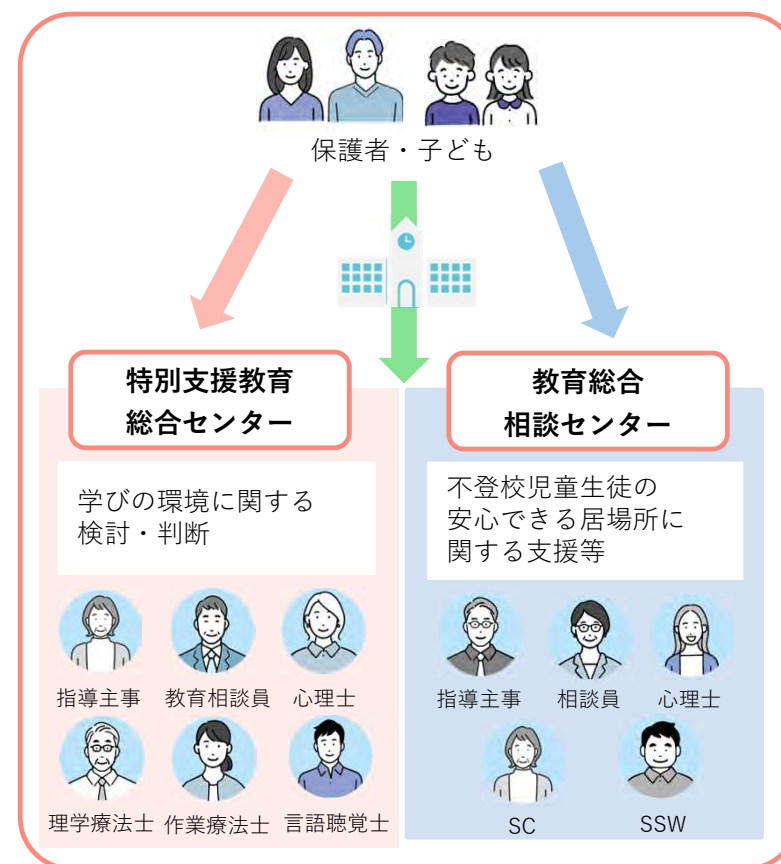 保護者・子ども
特別支援教育
総合センター
学びの環境に関する
検討・判断
指導主事
教育相談員
心理士
理学療法士
作業療法士
言語聴覚士
教育総合
相談センター
不登校児童生徒の
安心できる居場所に
関する支援等
指導主事
相談員
心理士
SC
SSW